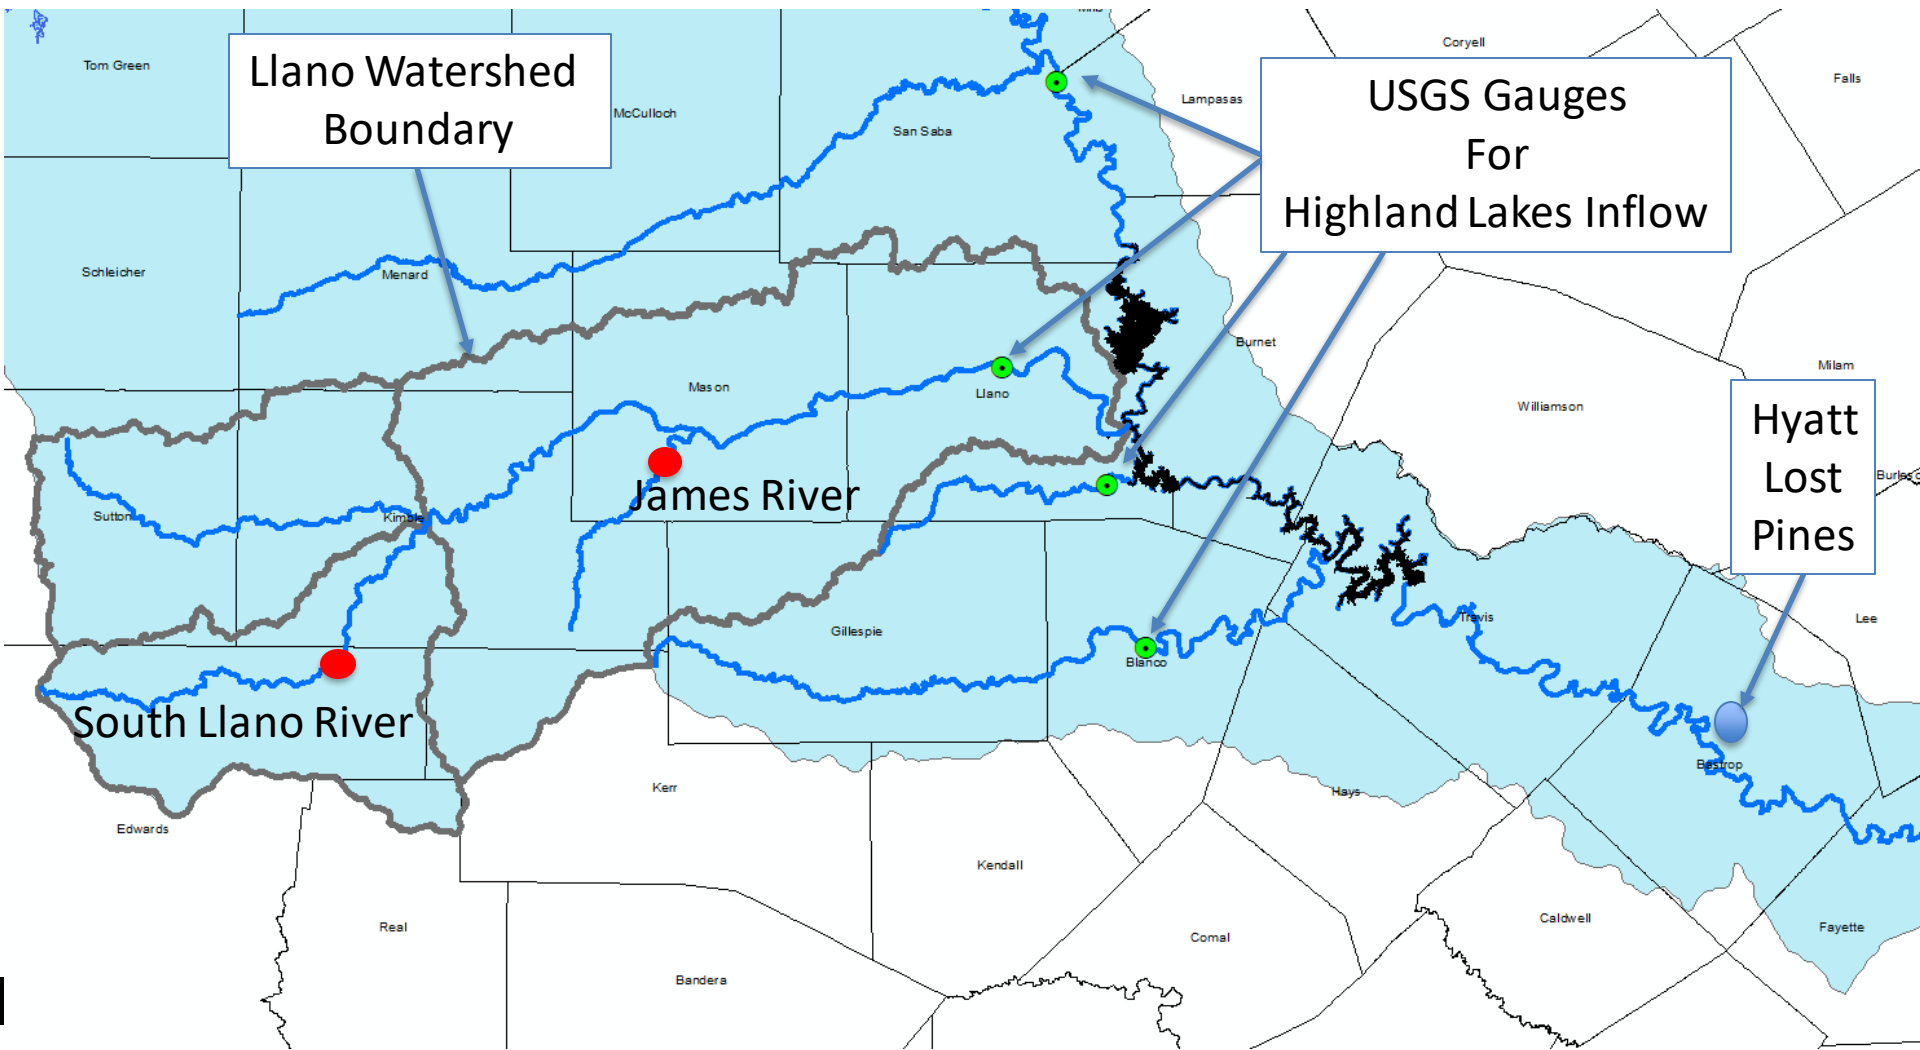 Coryell
Tom Green
Llano Watershed
Boundary
McCulloch
San Saba
Lampasas
USGS Gauges
For
Highland Lakes Inflow
Falls
Schleicher
Menard
Burnet
Milam
Mason
Llano
Williamson
Hyatt
Lost
Pines
Sutton
Kimble
James River
Gillespie
Blanco
Travis
Lee
South Llano River
Bastrop
Kerr
Hays
Edwards
Kendall
Real
Comal
Caldwell
Fayette
Bandera